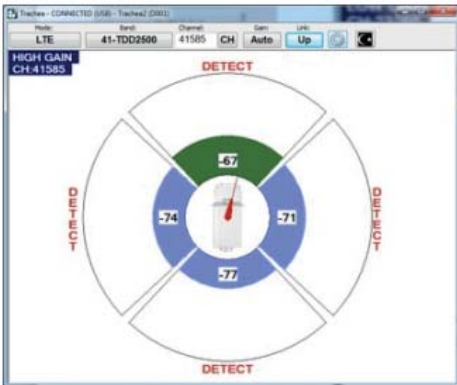 Trachea - CONNECTED (USB) - Trachea2 (D001)
Mode: Band: Channel: Gain: Link:
LTE 41-TDD2500 41585 CH Auto Up
HIGH GAIN
CH:41585
DETECT
-67
DETECT -74 -71 DETECT
-77
DETECT